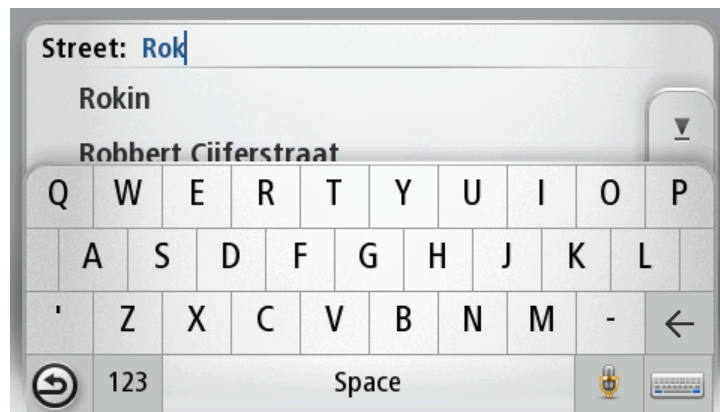 Street: Rok
Rokin
Robbert Cijferstraat
Q W E R T Y U I O P
A S D F G H J K L
' Z X C V B N M -
123 Space